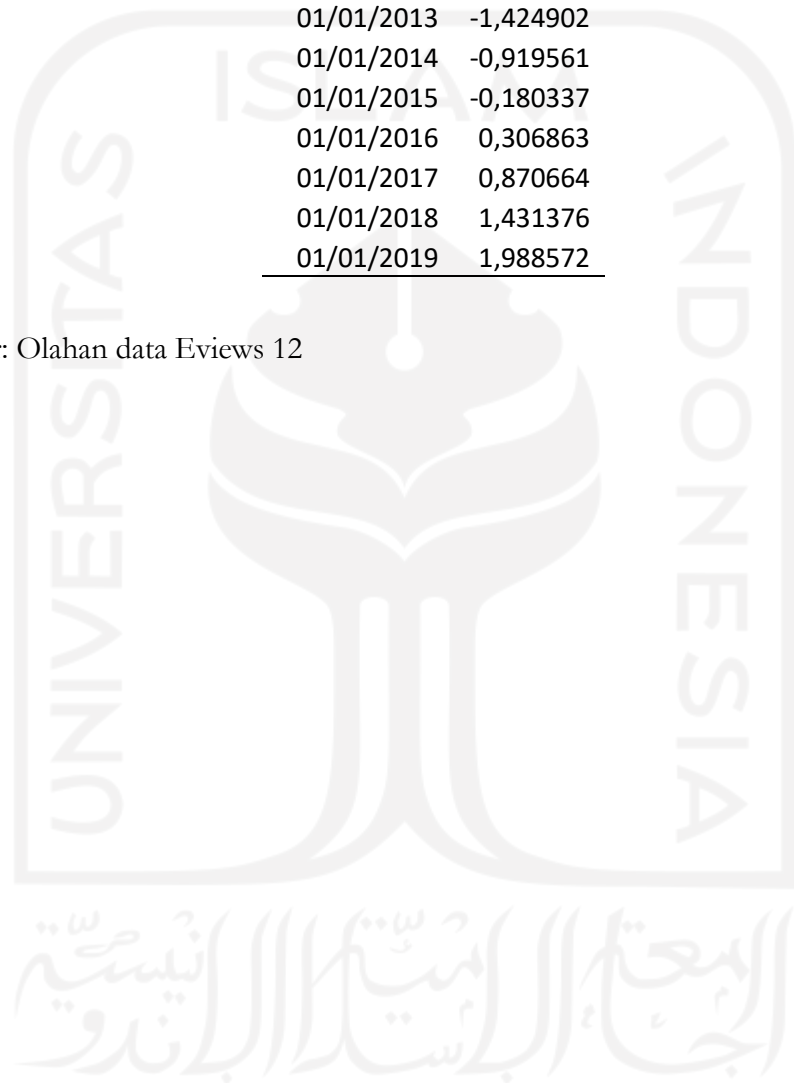 01/01/2013 -1,424902
01/01/2014 -0,919561
01/01/2015 -0,180337
01/01/2016 0,306863
01/01/2017 0,870664
01/01/2018 1,431376
01/01/2019 1,988572
r: Olahan data Eviews 12
ISLAM
UNIVERSITAS
INDONESIA